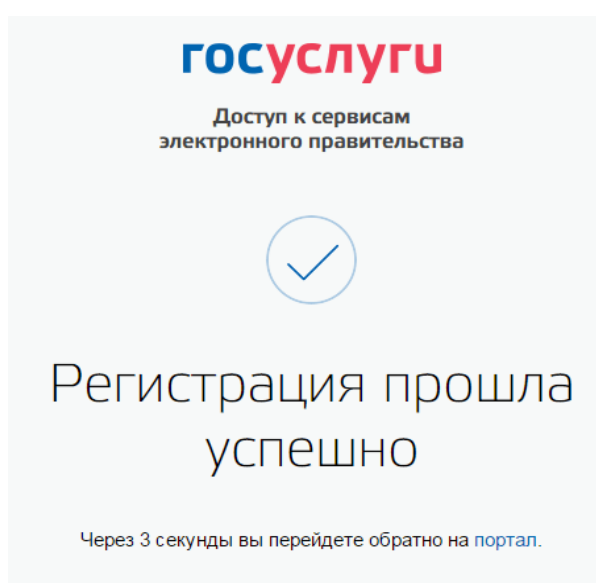 госуслуги
Доступ к сервисам
электронного правительства
Регистрация прошла
успешно
Через 3 секунды вы перейдете обратно на портал.